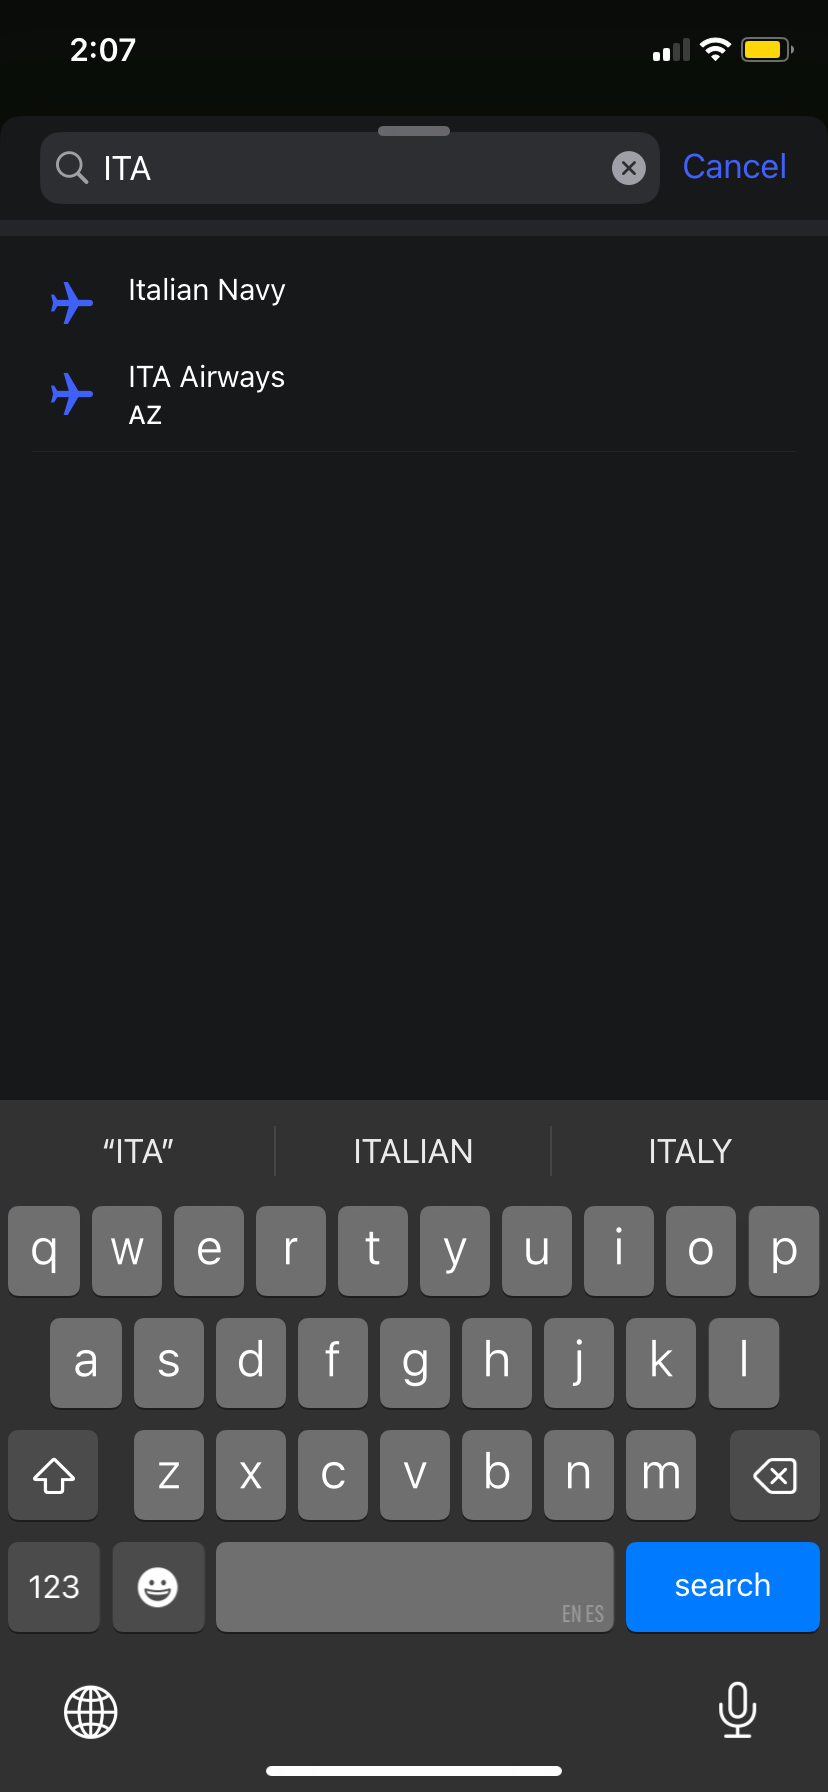 2:07
ITA
Cancel
Italian Navy
ITA Airways
AZ
“ITA”
ITALIAN
ITALY
q w e r t y u i o p
a s d f g h j k l
z x c v b n m
123
EN ES
search